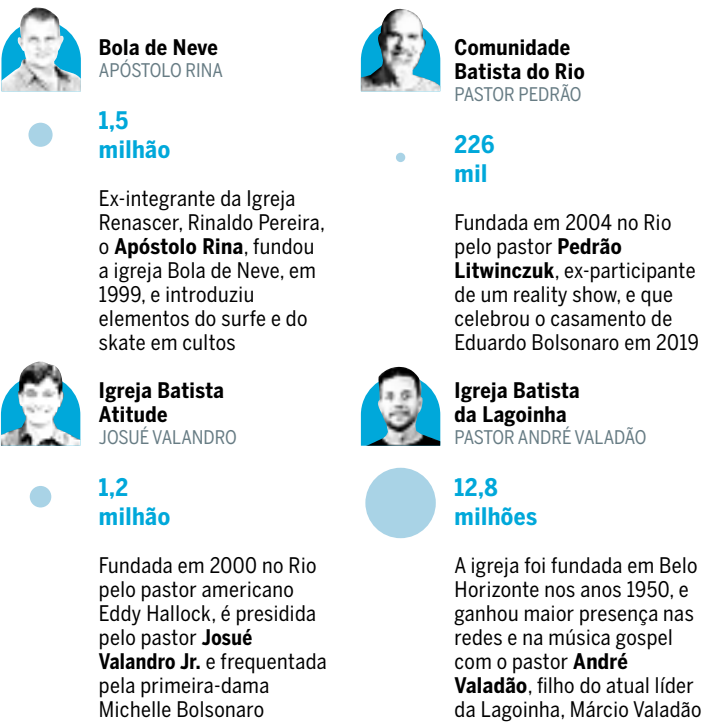 Bola de Neve
APÓSTOLO RINA
1,5
milhão
Ex-integrante da Igreja
Renascer, Rinaldo Pereira,
o Apóstolo Rina, fundou
a igreja Bola de Neve, em
1999, e introduziu
elementos do surfe e do
skate em cultos
Comunidade
Batista do Rio
PASTOR PEDRÃO
226
mil
Fundada em 2004 no Rio
pelo pastor Pedrão
Litwinczuk, ex-participante
de um reality show, e que
celebrou o casamento de
Eduardo Bolsonaro em 2019
Igreja Batista
Atitude
JOSUÉ VALANDRO
1,2
milhão
Fundada em 2000 no Rio
pelo pastor americano
Eddy Hallock, é presidida
pelo pastor Josué
Valandro Jr. e frequentada
pela primeira-dama
Michelle Bolsonaro
Igreja Batista
da Lagoinha
PASTOR ANDRÉ VALADÃO
12,8
milhões
A igreja foi fundada em Belo
Horizonte nos anos 1950, e
ganhou maior presença nas
redes e na música gospel
com o pastor André
Valadão, filho do atual líder
da Lagoinha, Márcio Valadão